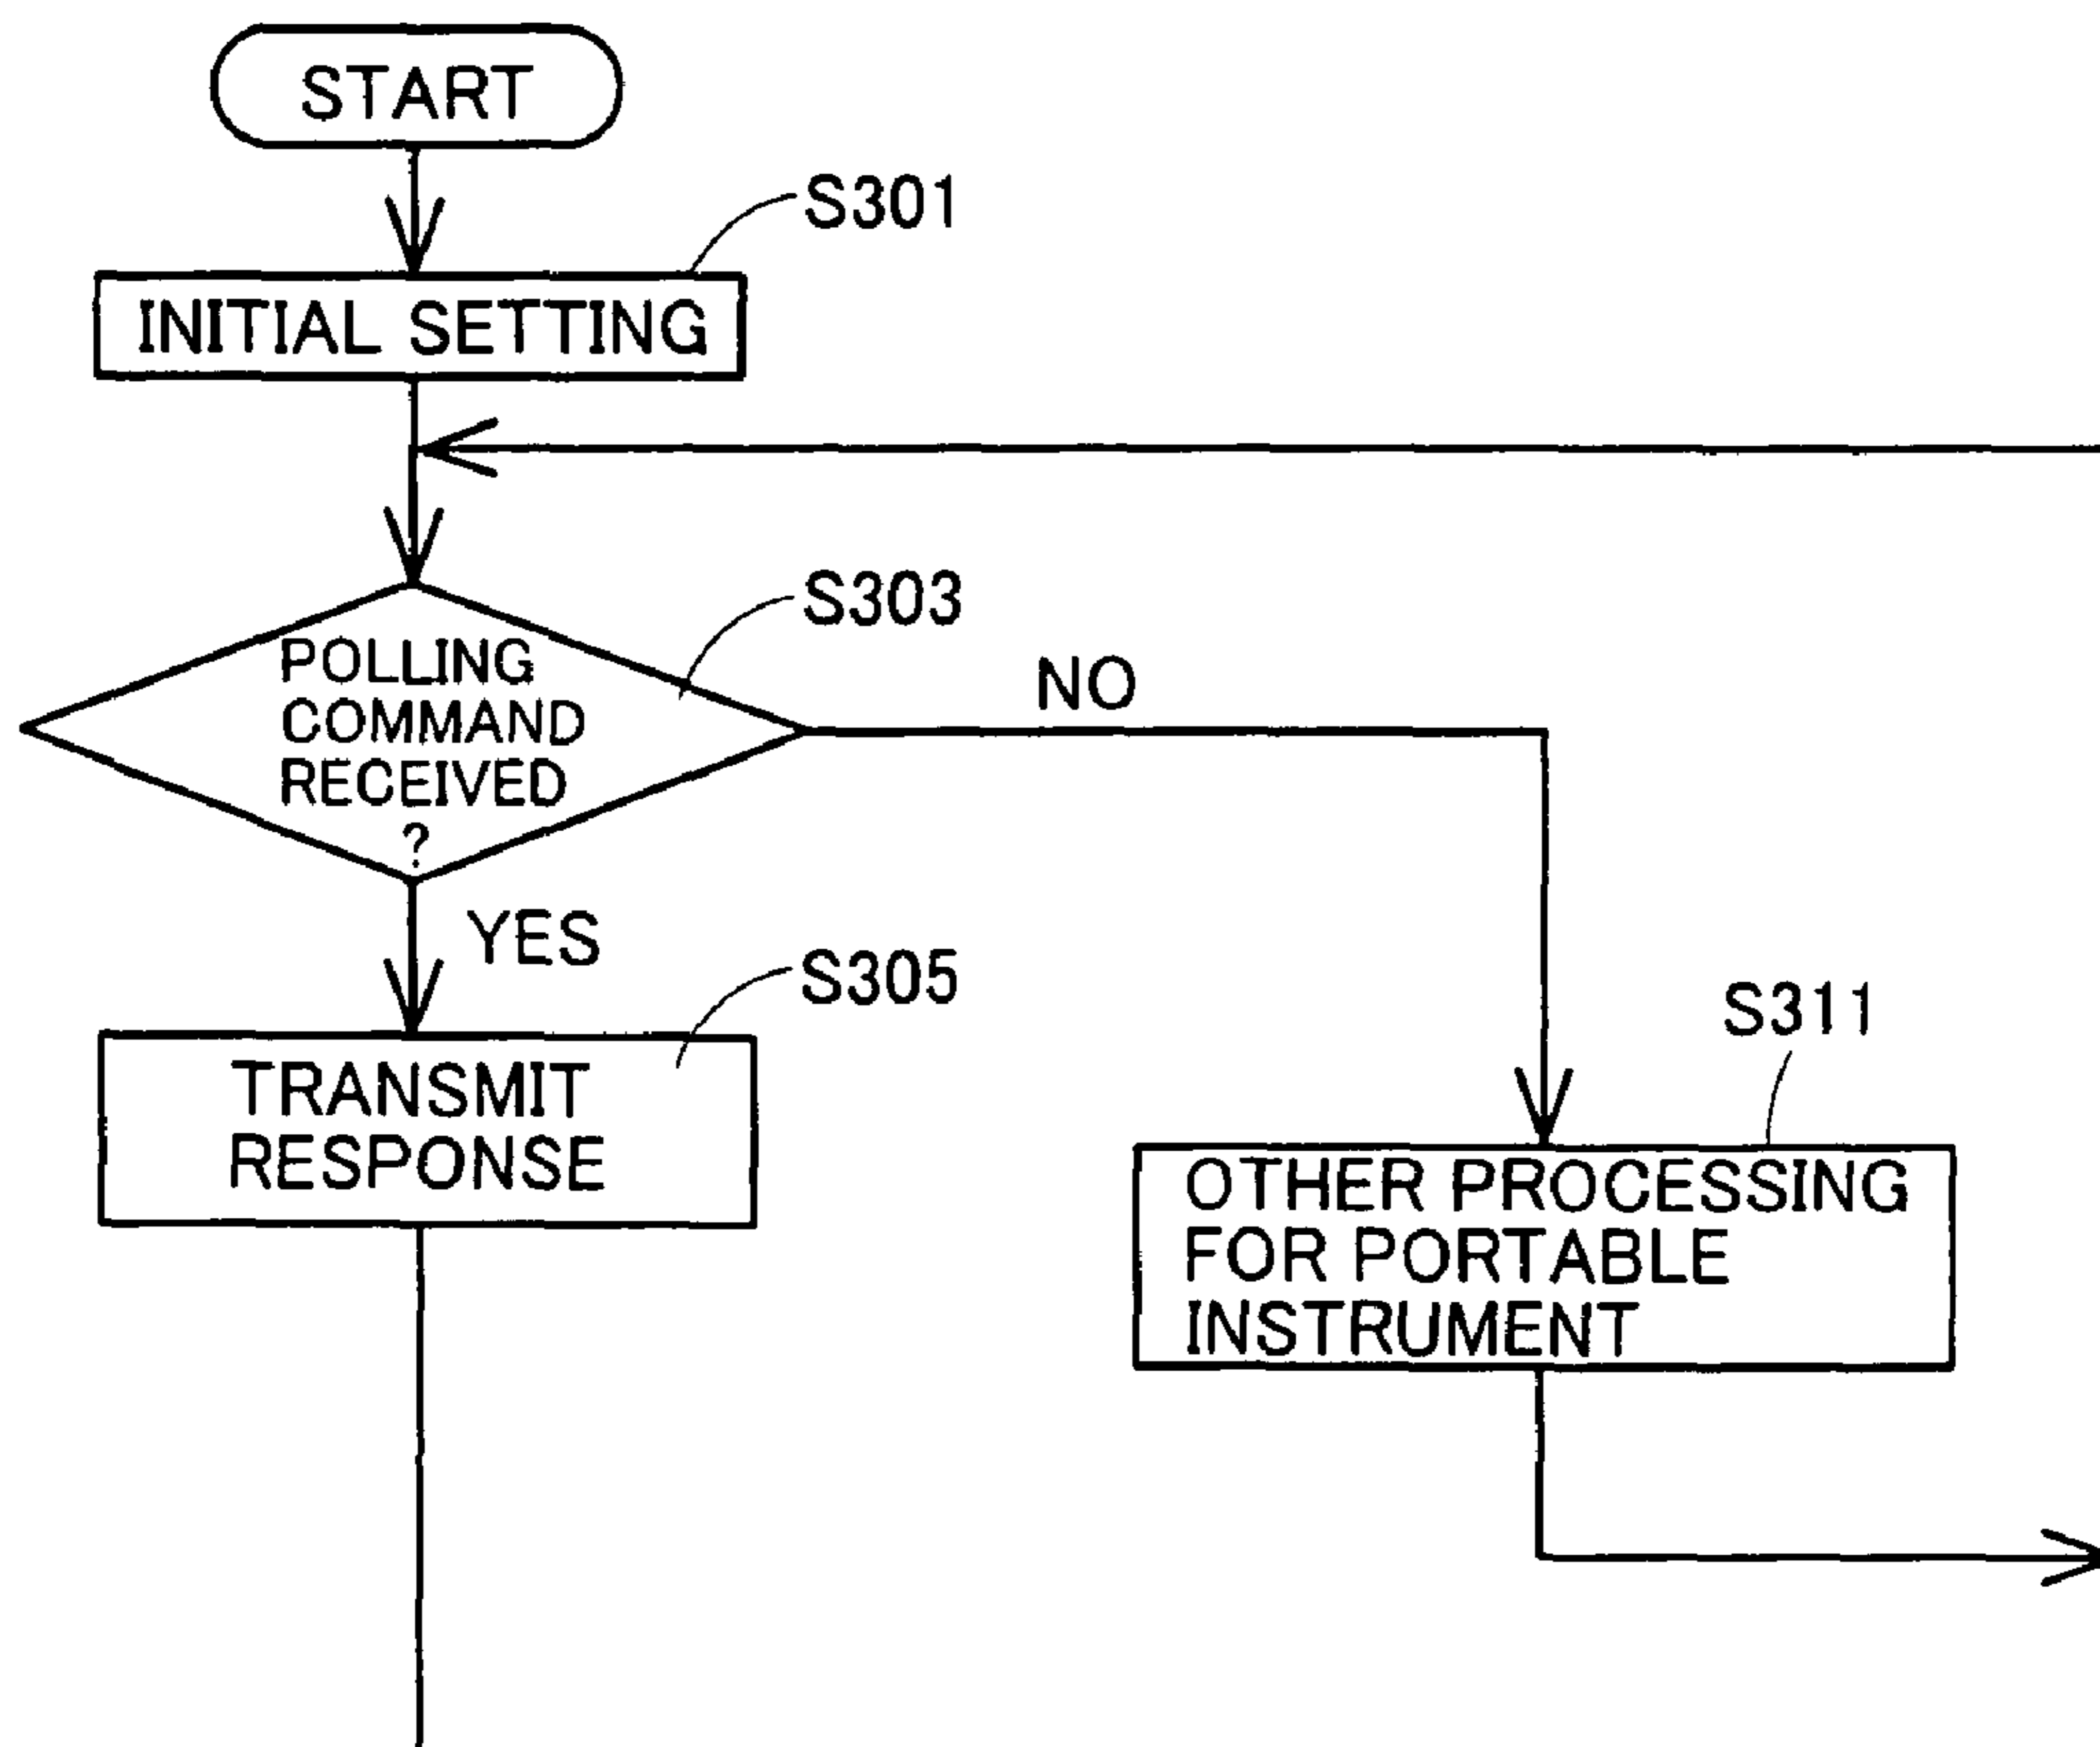 START
S301
INITIAL SETTING
S303
POLLING
COMMAND
RECEIVED
?
NO
YES
S305
TRANSMIT
RESPONSE
S311
OTHER PROCESSING
FOR PORTABLE
INSTRUMENT